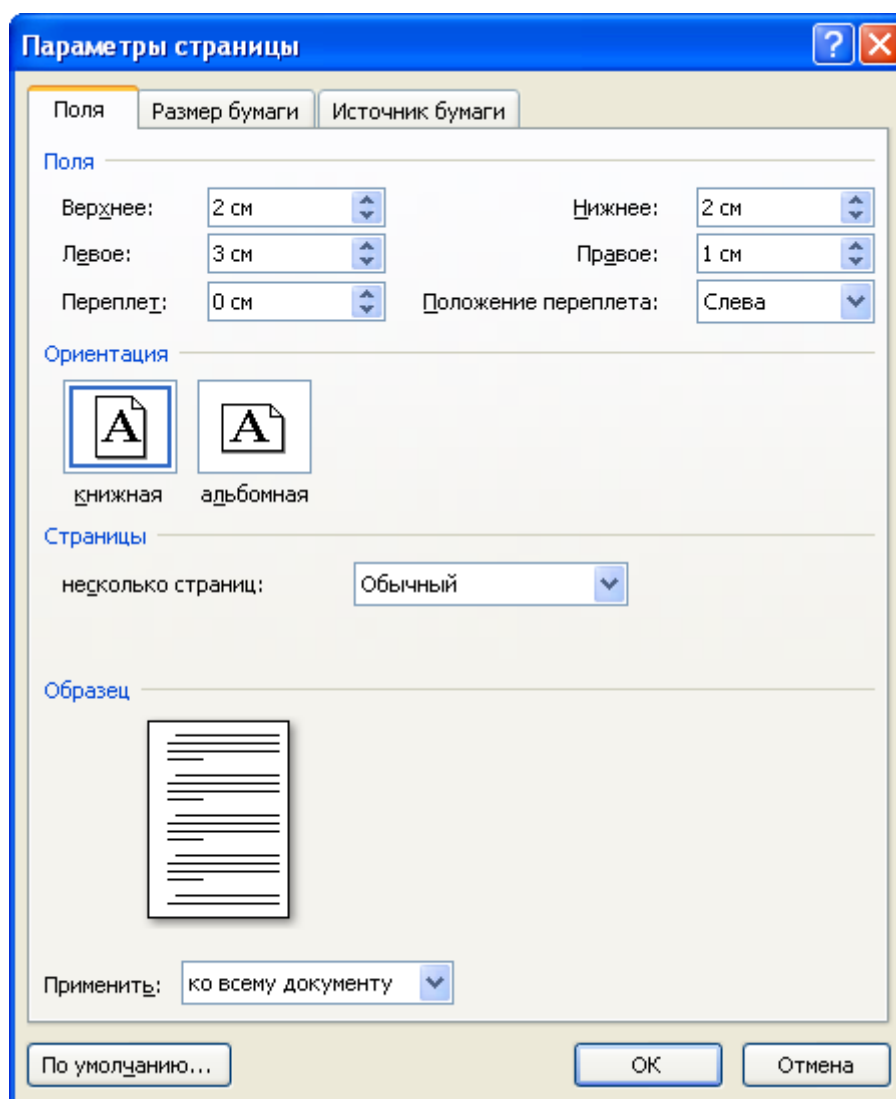 Параметры страницы
Поля Размер бумаги Источник бумаги
Поля
Верхнее: 2 см Нижнее: 2 см
Левое: 3 см Правое: 1 см
Переплет: 0 см Положение переплета: Слева
Ориентация
A A
книжная альбомная
Страницы
несколько страниц: Обычный
Образец
Применить: ко всему документу
По умолчанию... ОК Отмена